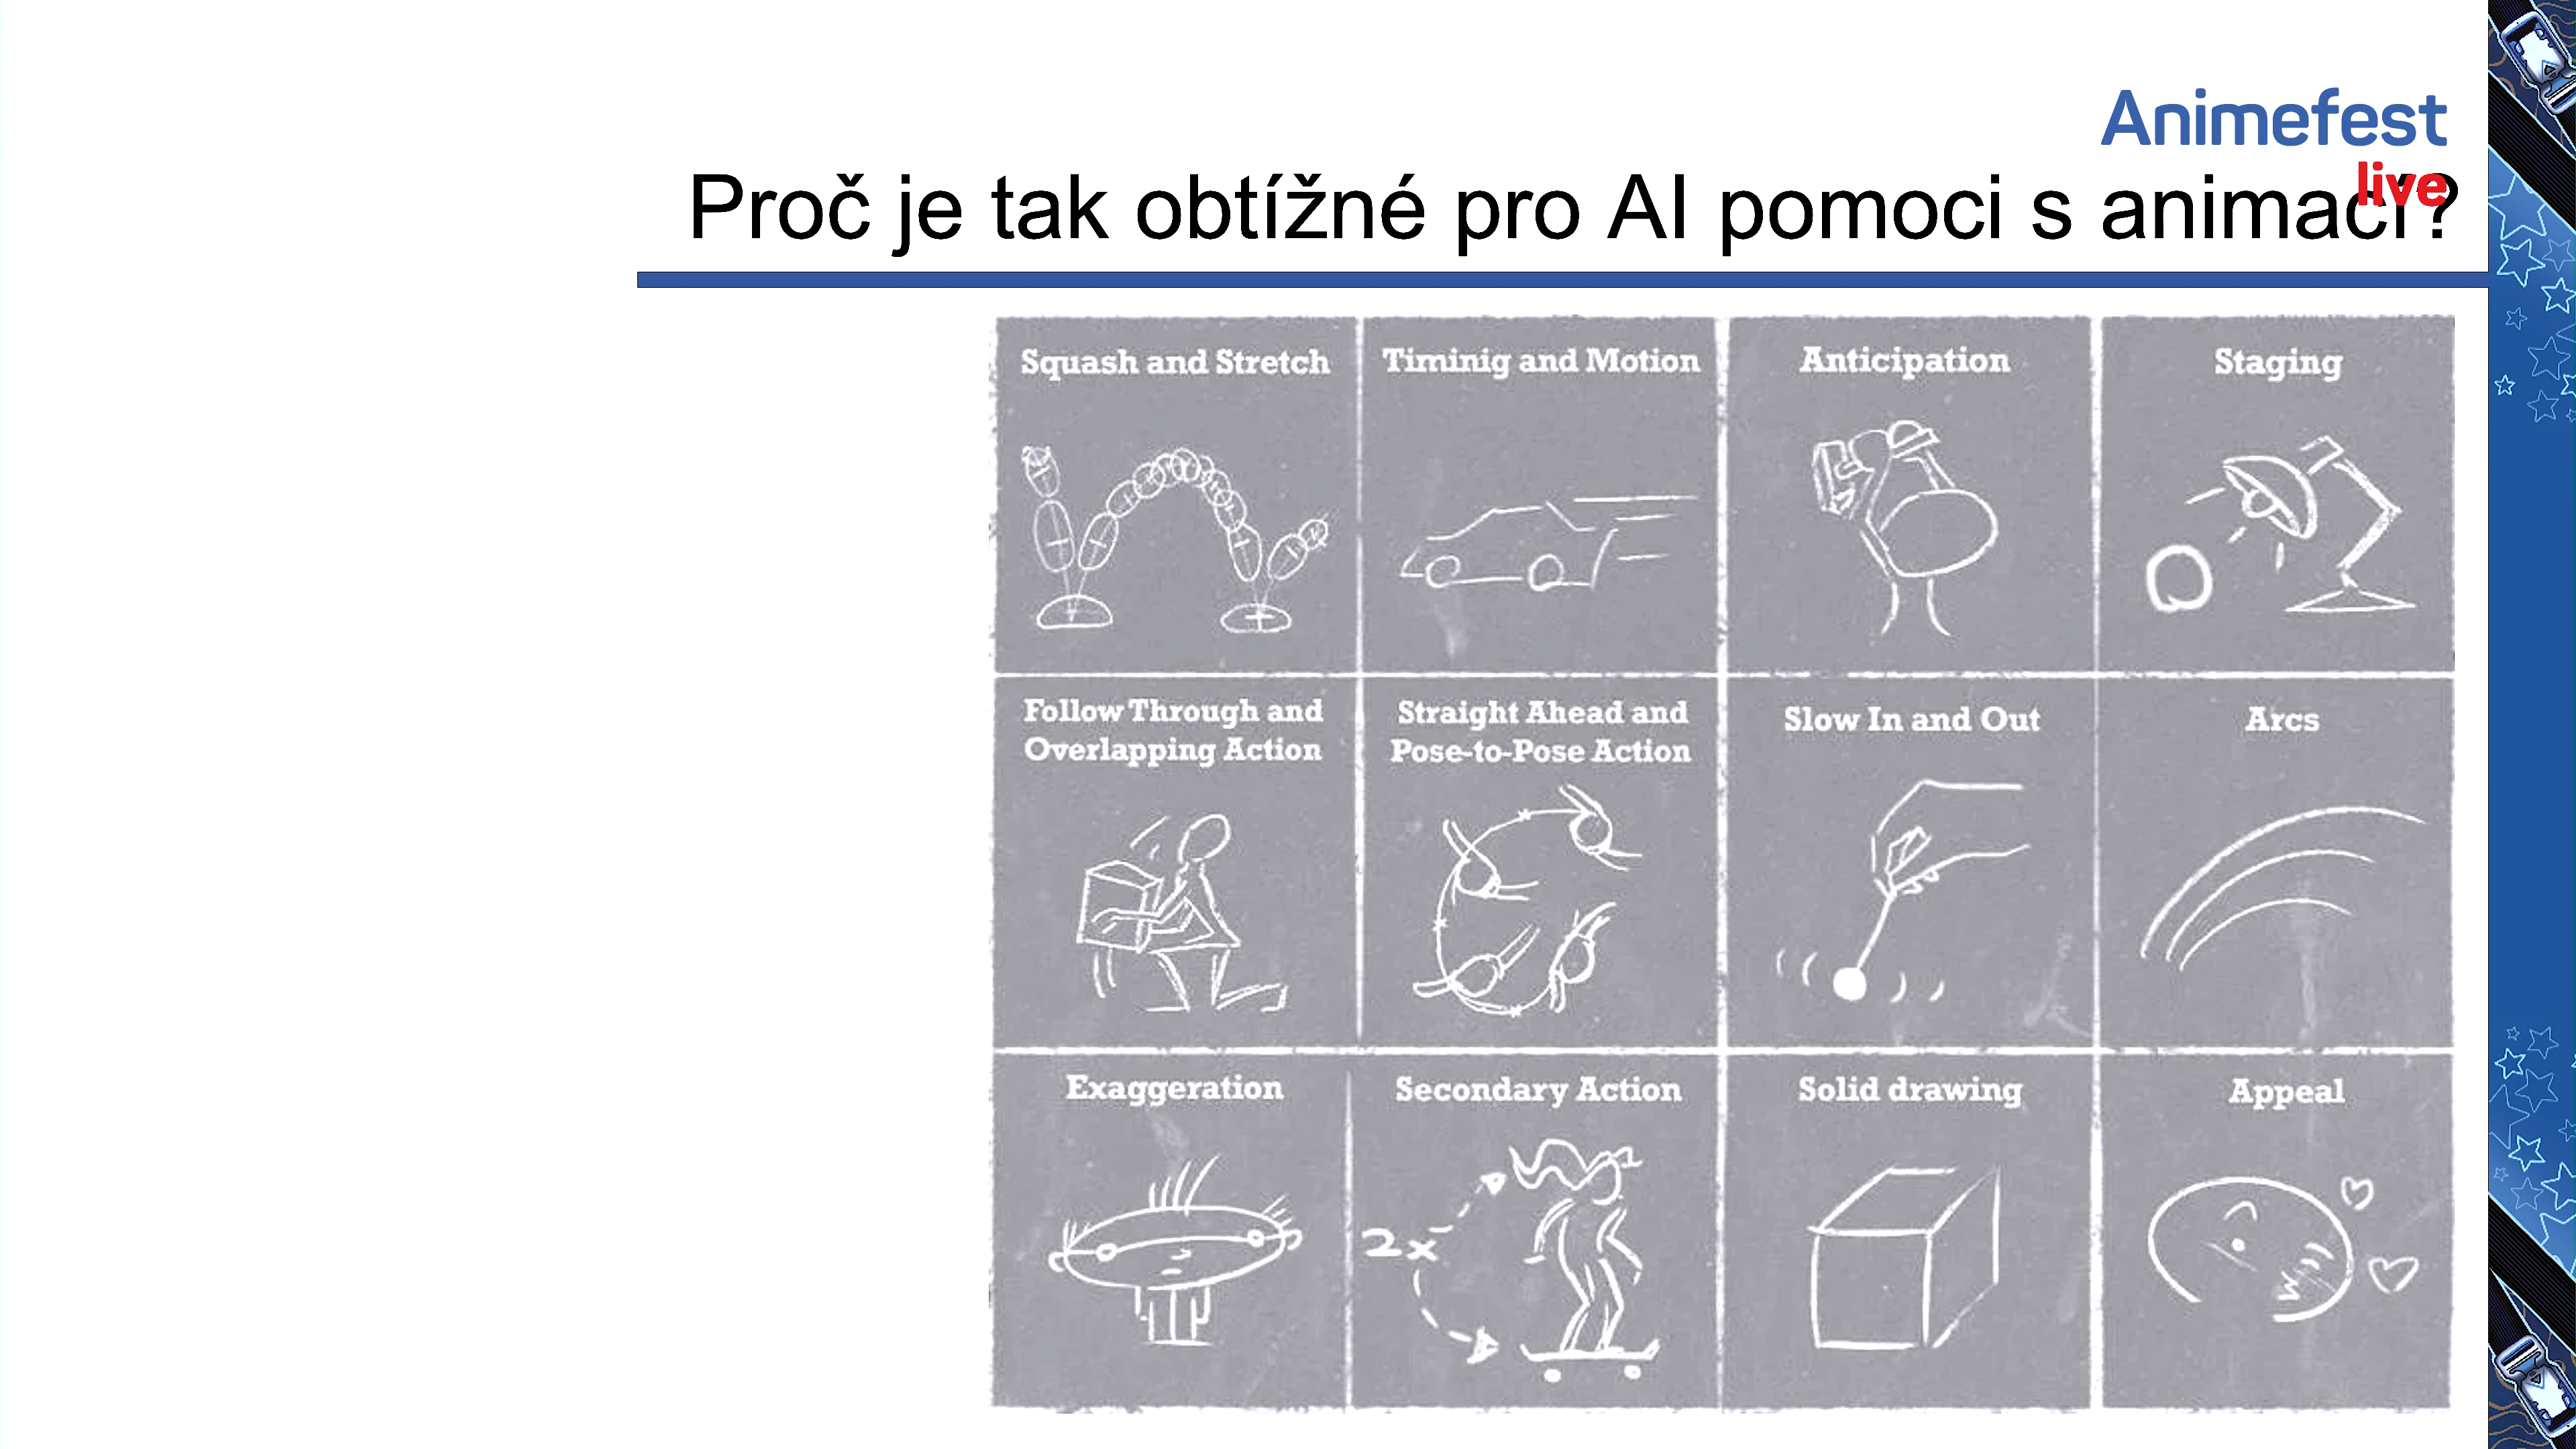 Animefest
live
Proč je tak obtížné pro AI pomoci s animací?
Squash and Stretch
Timinig and Motion
Anticipation
Staging
Follow Through and
Overlapping Action
Straight Ahead and
Pose-to-Pose Action
Slow In and Out
Arcs
Exaggeration
Secondary Action
2x
Solid drawing
Appeal